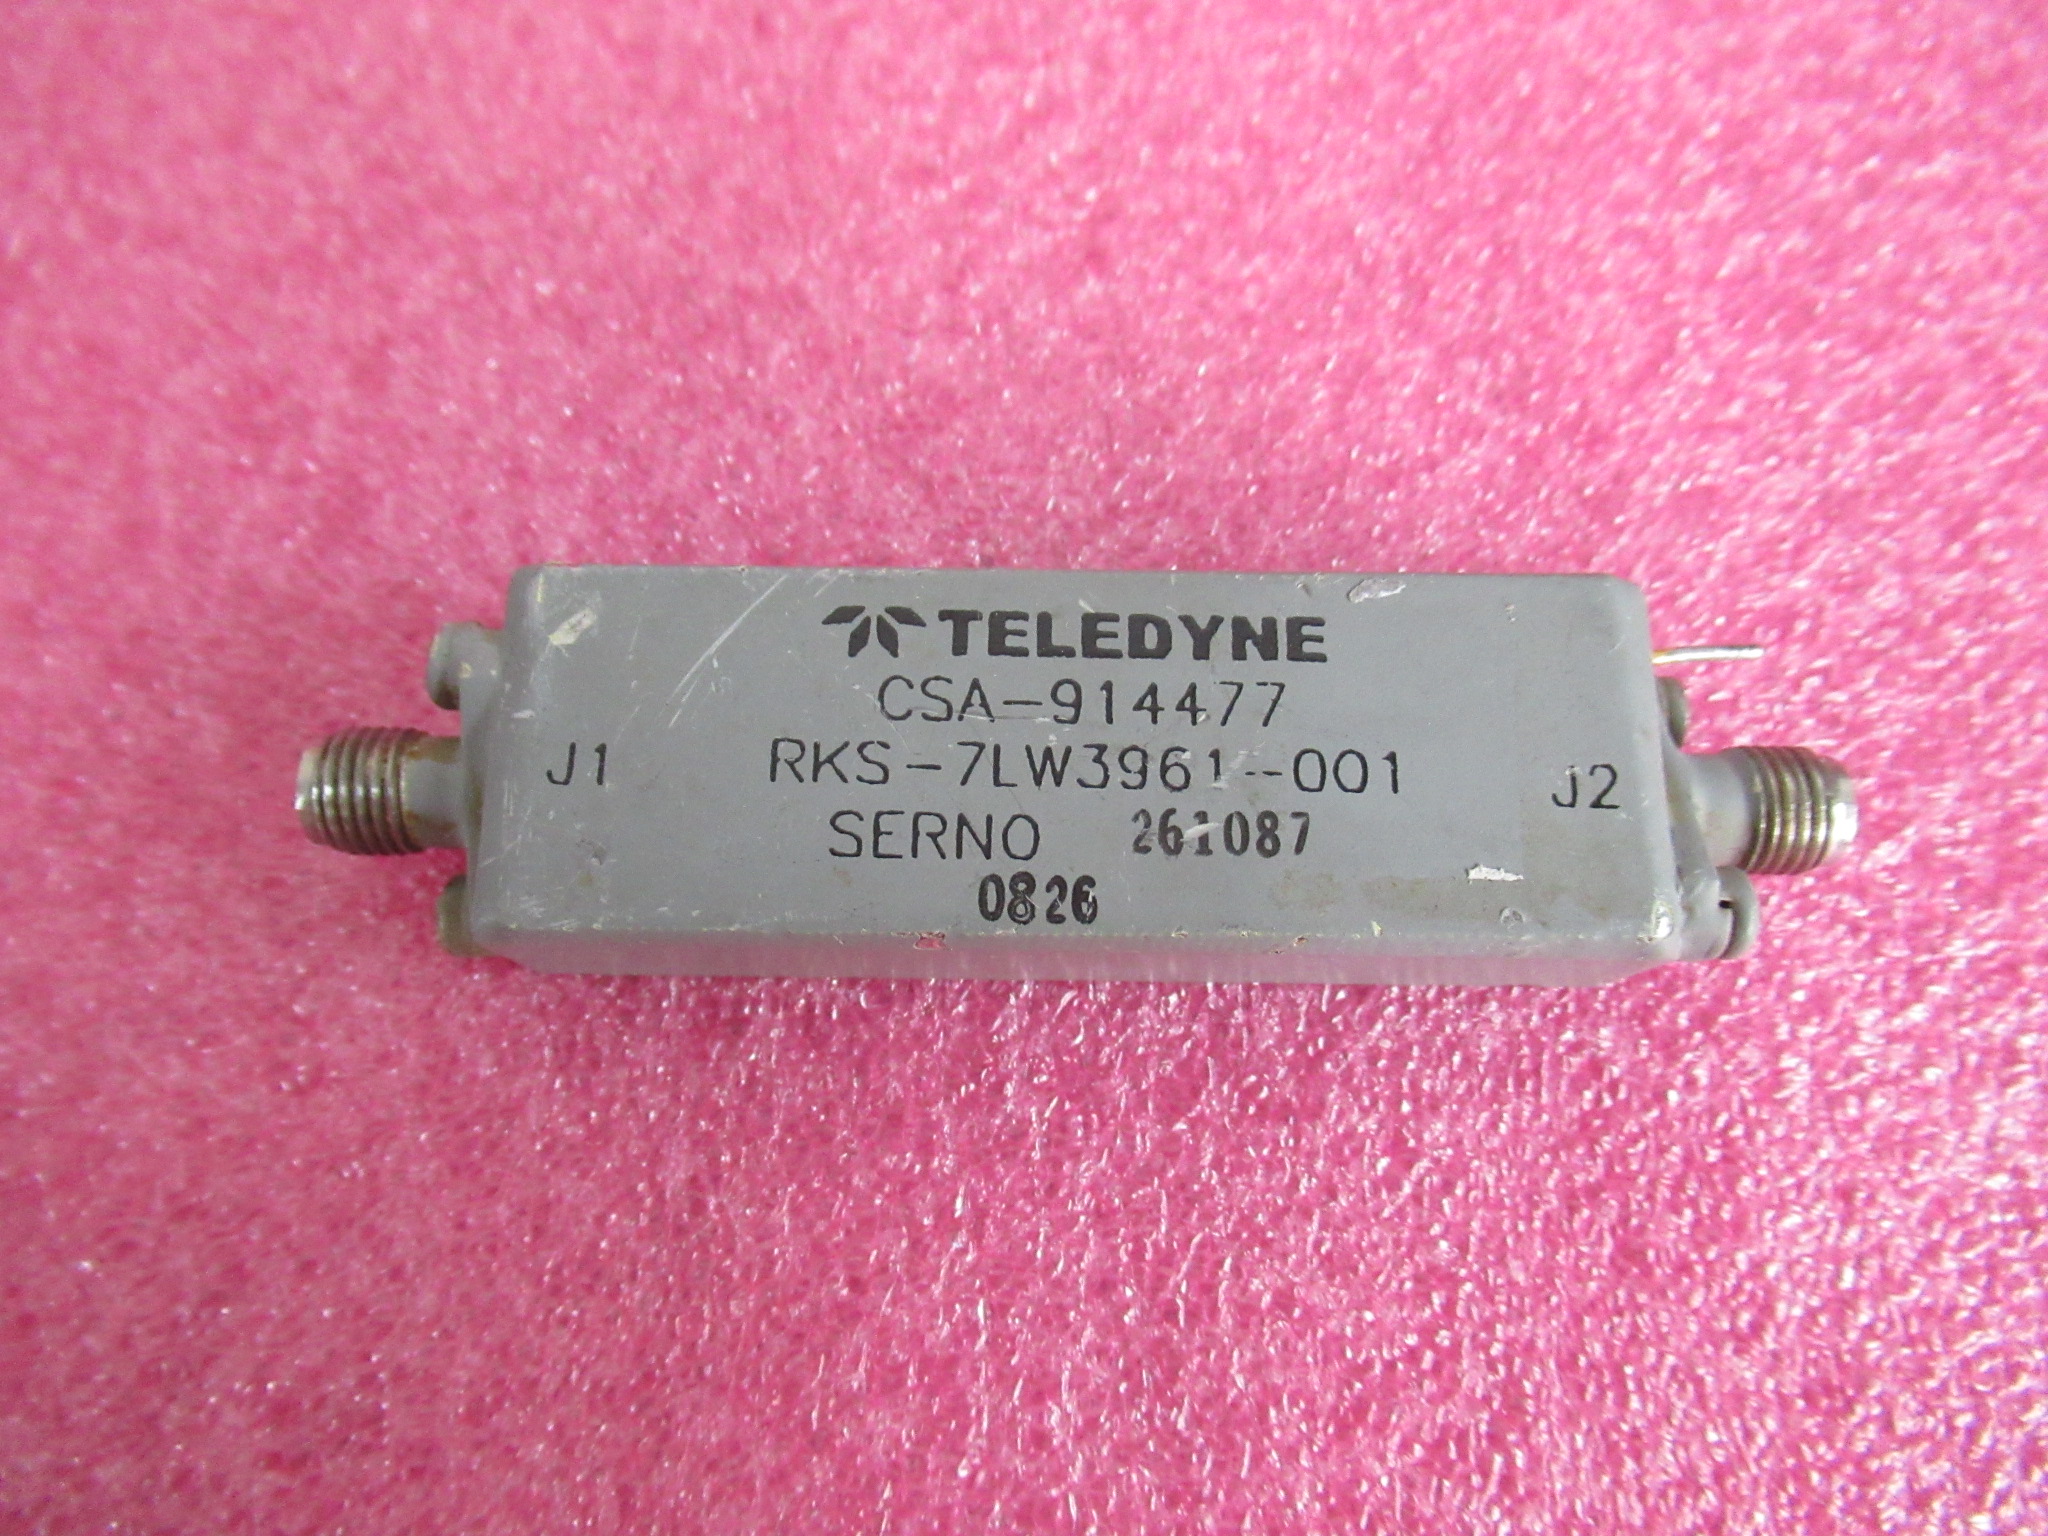 TELEDYNE
CSA-914477
J1 RKS-7LW3961-001 J2
SERNO 261087
0826